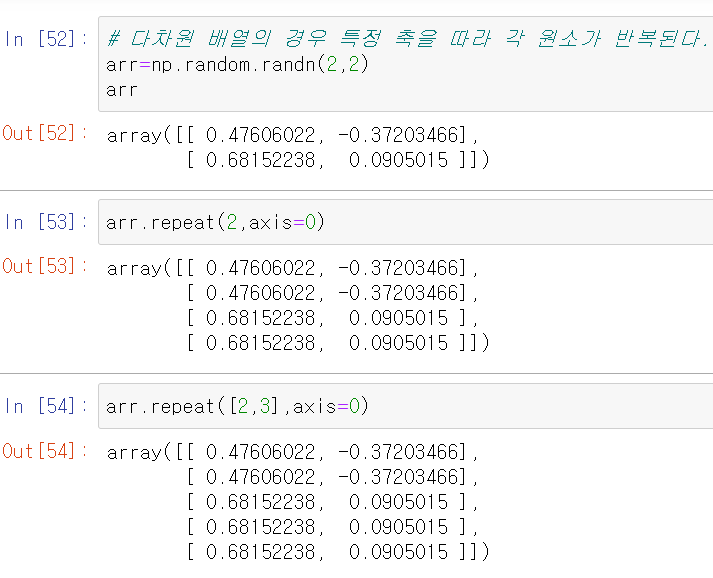 In [52]: # 다차원 배열의 경우 특정 축을 따라 각 원소가 반복된다.
arr=np.random.randn(2,2)
arr
Out[52]: array([[ 0.47606022, -0.37203466],
[ 0.68152238,  0.0905015 ]])
In [53]: arr.repeat(2,axis=0)
Out[53]: array([[ 0.47606022, -0.37203466],
[ 0.47606022, -0.37203466],
[ 0.68152238,  0.0905015 ],
[ 0.68152238,  0.0905015 ]])
In [54]: arr.repeat([2,3],axis=0)
Out[54]: array([[ 0.47606022, -0.37203466],
[ 0.47606022, -0.37203466],
[ 0.68152238,  0.0905015 ],
[ 0.68152238,  0.0905015 ],
[ 0.68152238,  0.0905015 ]])